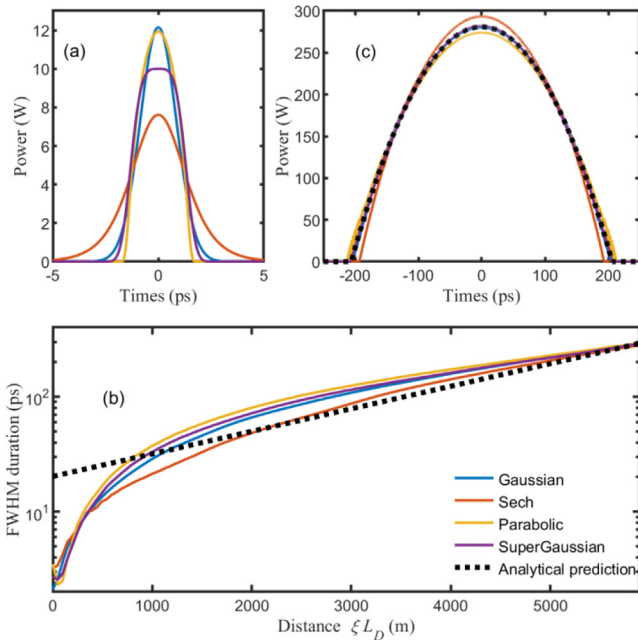 (a)
Power (W)
12
10
8
6
4
2
0
-5
0
5
Times (ps)
(c)
Power (W)
300
250
200
150
100
50
0
-200
-100
0
100
200
Times (ps)
(b)
FWHM duration (ps)
10²
10¹
0
1000
2000
3000
4000
5000
Distance ξ L_D (m)
Gaussian
Sech
Parabolic
SuperGaussian
Analytical prediction